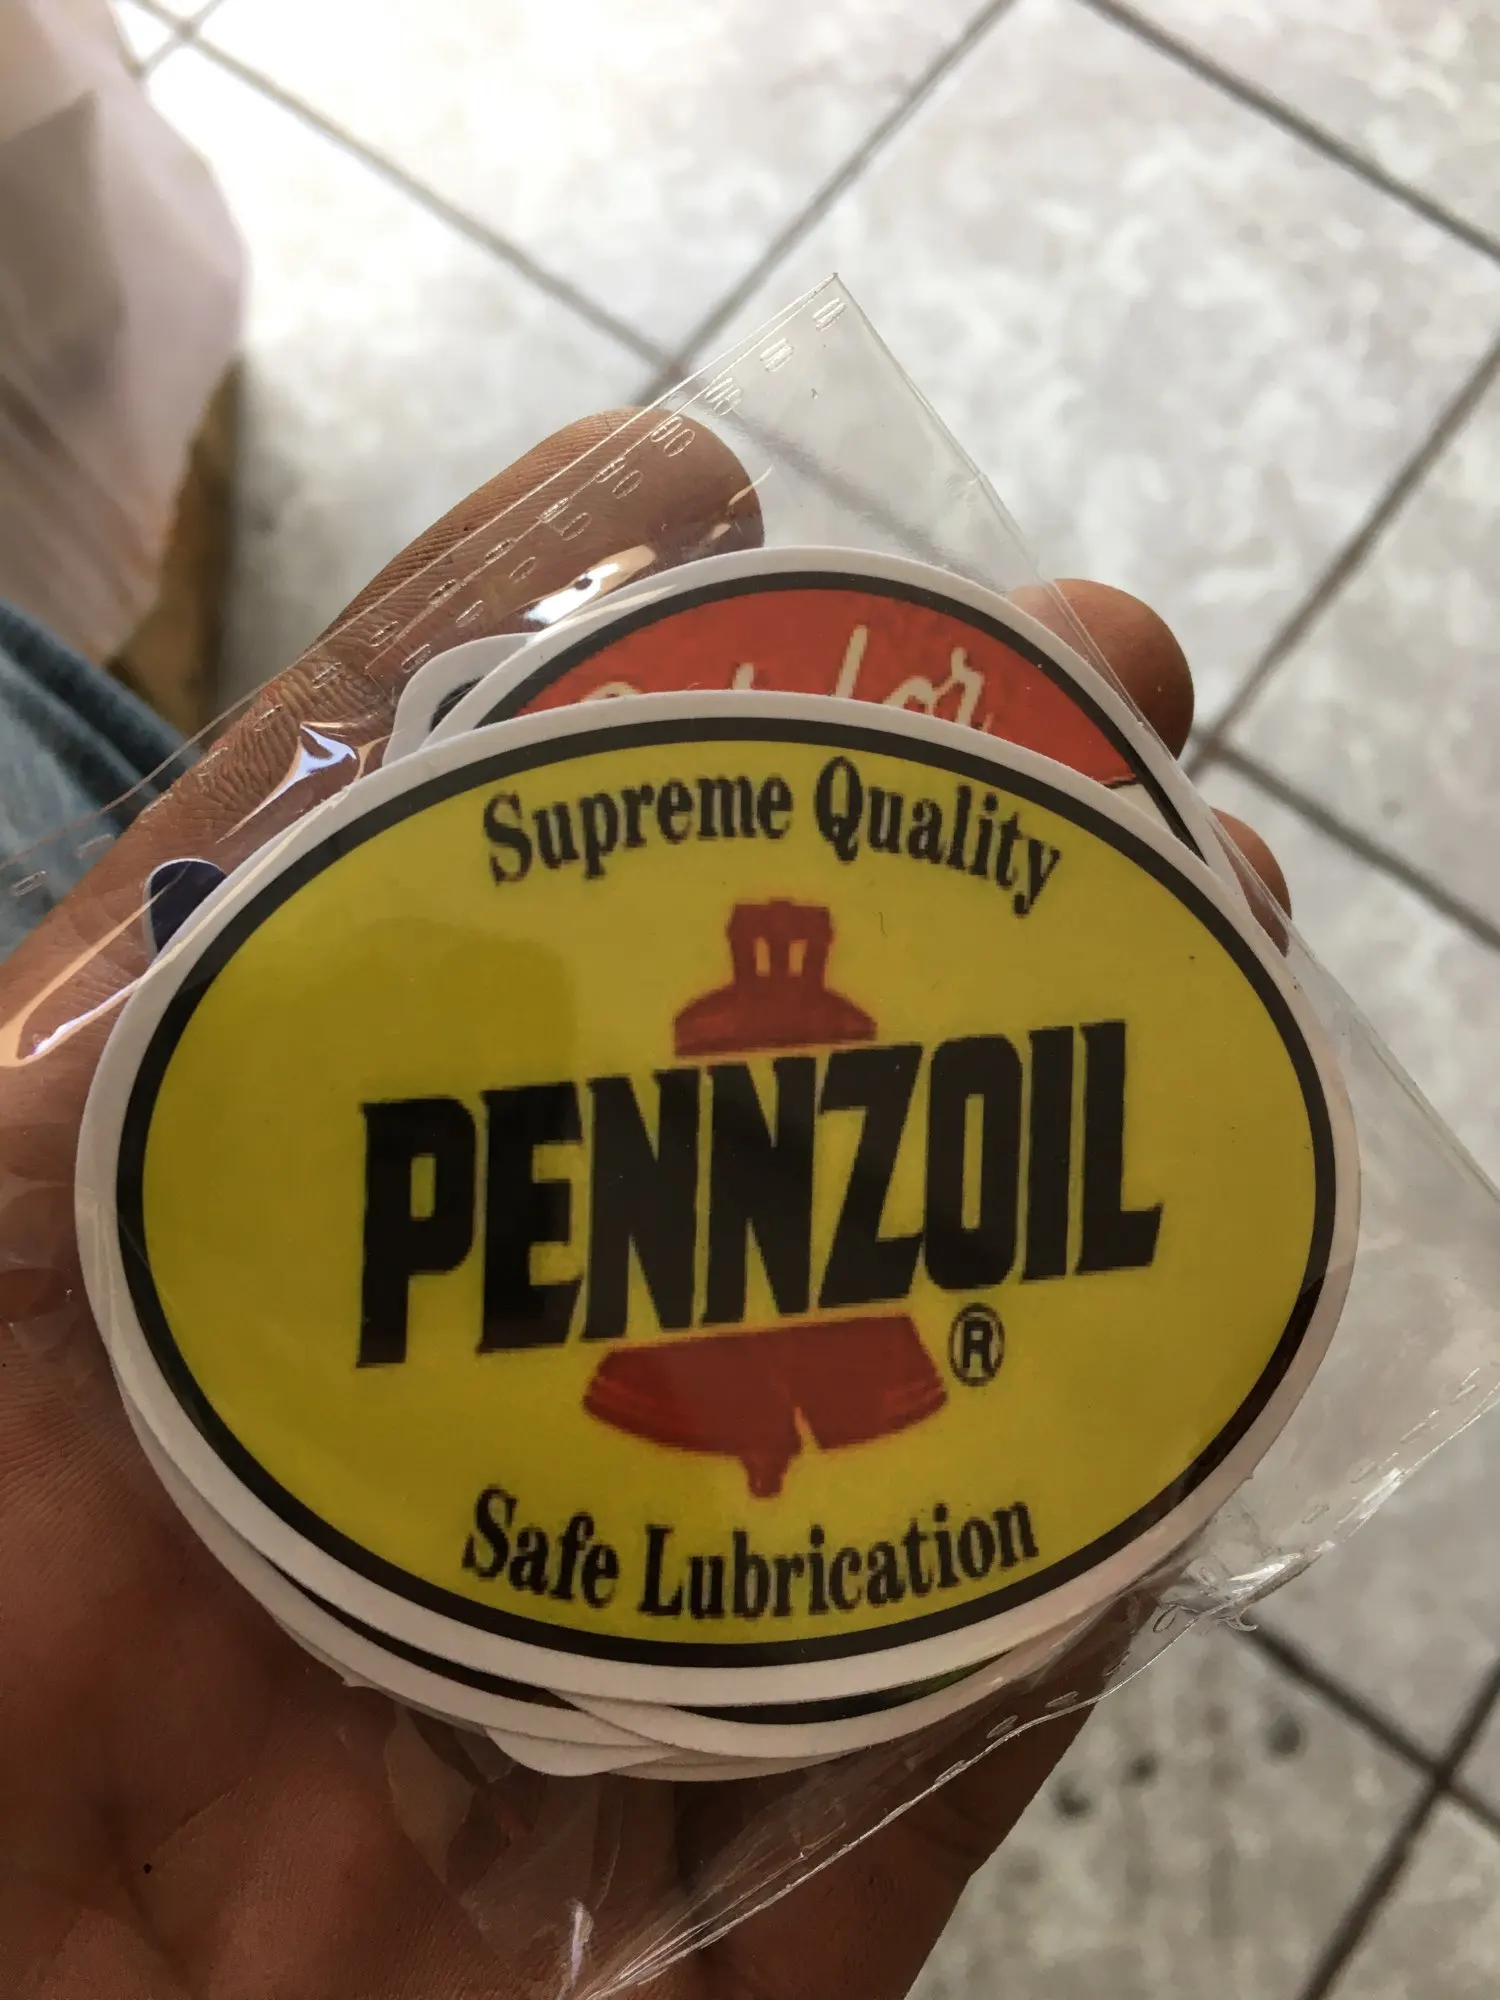 Supreme Quality
PENNZOIL
®
Safe Lubrication